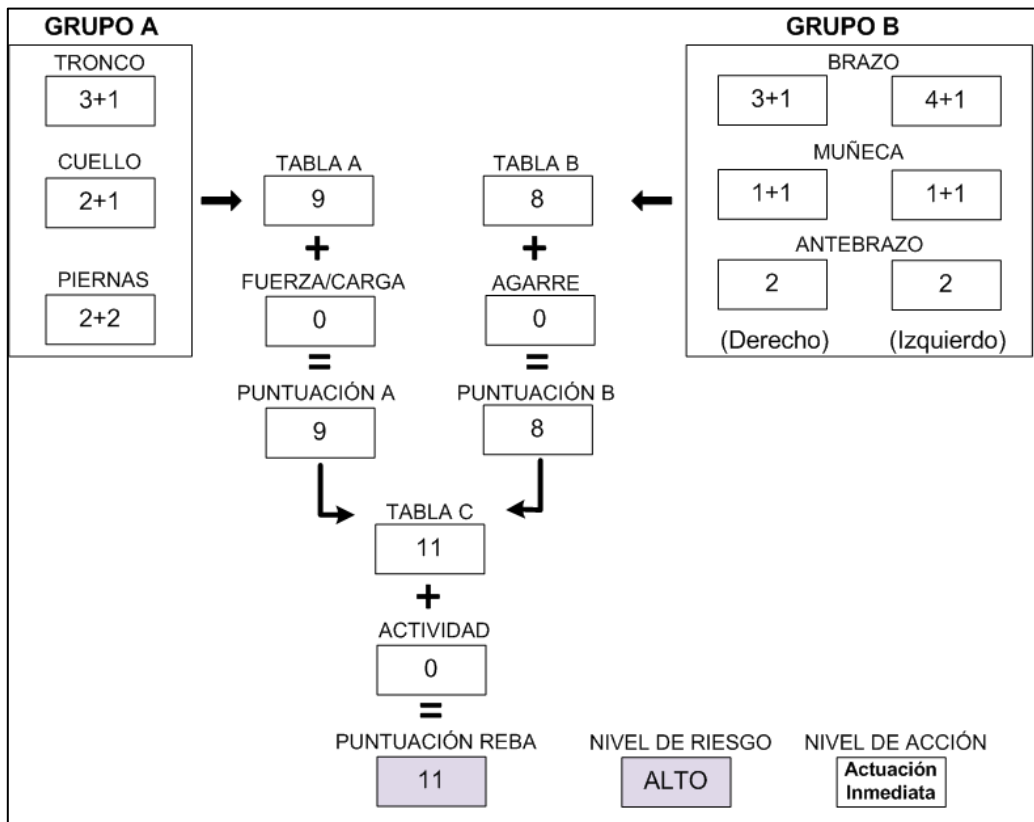 GRUPO A
TRONCO
3+1
CUELLO
2+1
PIERNAS
2+2
TABLA A
9
+
FUERZA/CARGA
0
=
PUNTUACIÓN A
9
GRUPO B
BRAZO
3+1 4+1
MUÑECA
1+1 1+1
ANTEBRAZO
2 2
(Derecho) (Izquierdo)
TABLA B
8
+
AGARRE
0
=
PUNTUACIÓN B
8
TABLA C
11
+
ACTIVIDAD
0
=
PUNTUACIÓN REBA
11
NIVEL DE RIESGO
ALTO
NIVEL DE ACCIÓN
Actuación
Inmediata